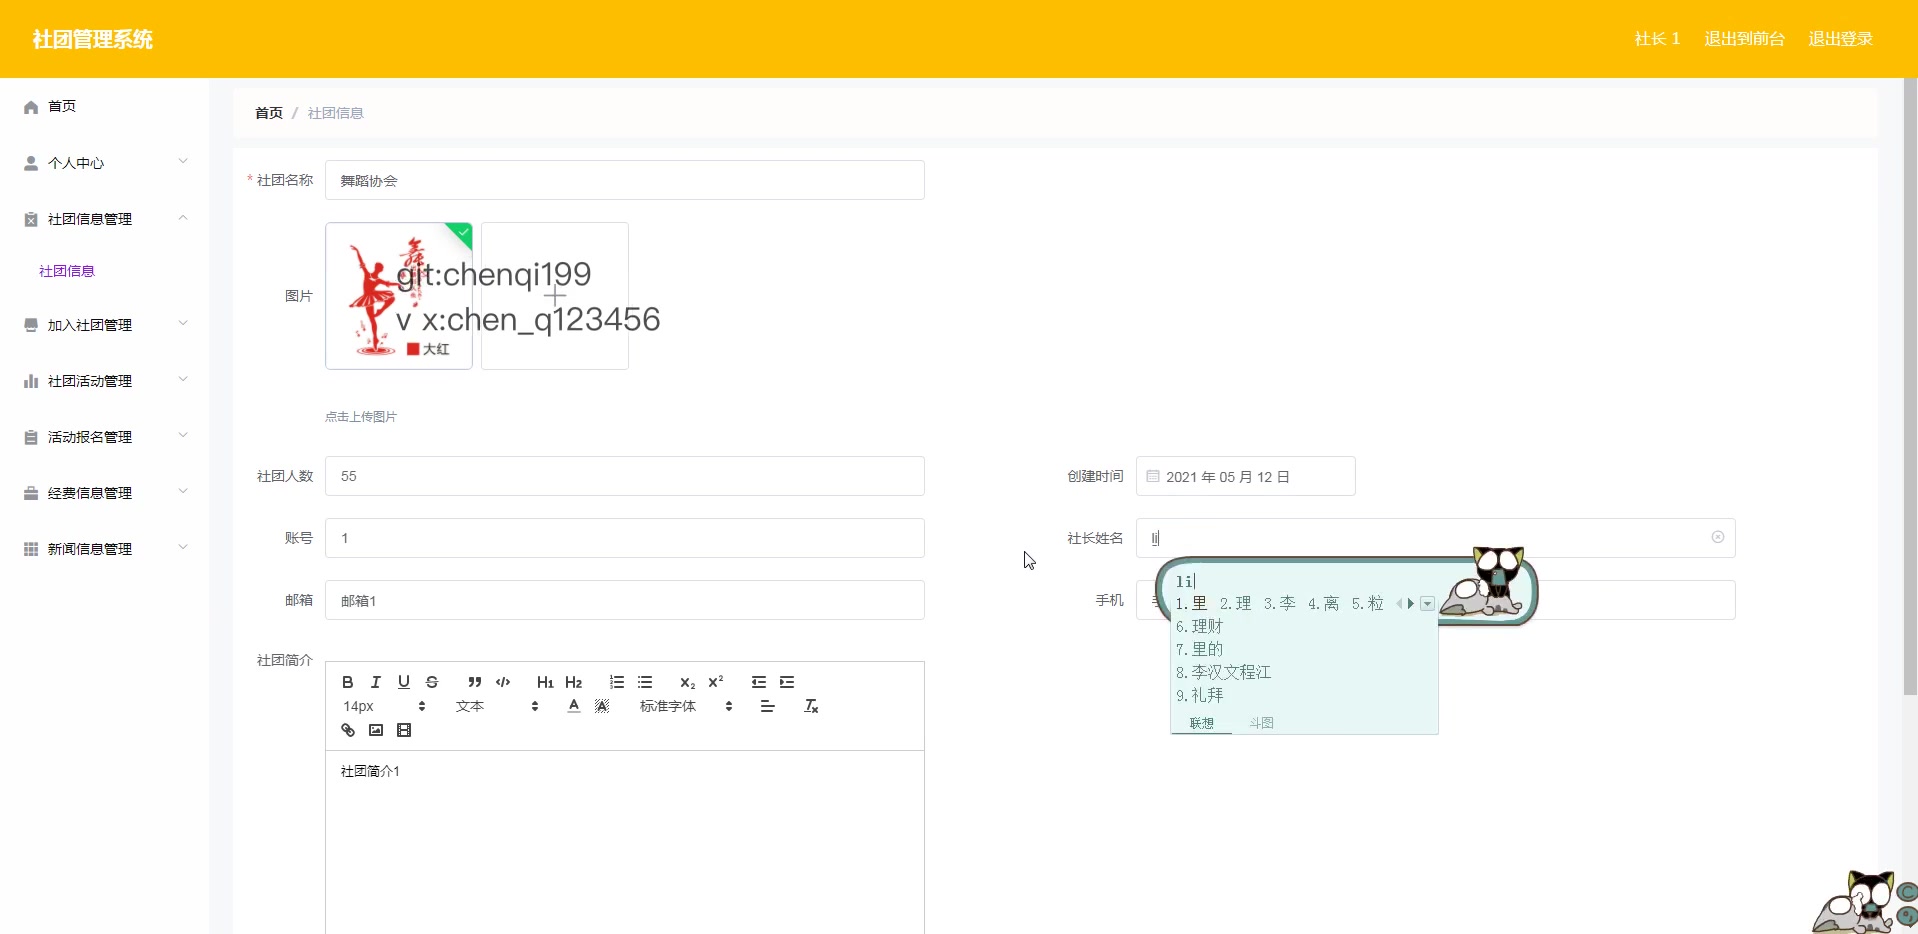 社团管理系统
社长 1 退出到前台 退出登录
首页
个人中心
社团信息管理
社团信息
加入社团管理
社团活动管理
活动报名管理
经费信息管理
新闻信息管理
首页 / 社团信息
* 社团名称 舞蹈协会
图片
舞
大红
git:chenqi199
v x:chen_q123456
点击上传图片
社团人数 55
创建时间 2021 年 05 月 12 日
账号 1
社长姓名 li
邮箱 邮箱1
手机
li
1.里 2.理 3.李 4.离 5.粒
6.理财
7.里的
8.李汉文程江
9.礼拜
联想 斗图
社团简介
B I U S ” </> H1 H2 x₂ x²
14px 文本 A A 标准字体
社团简介1